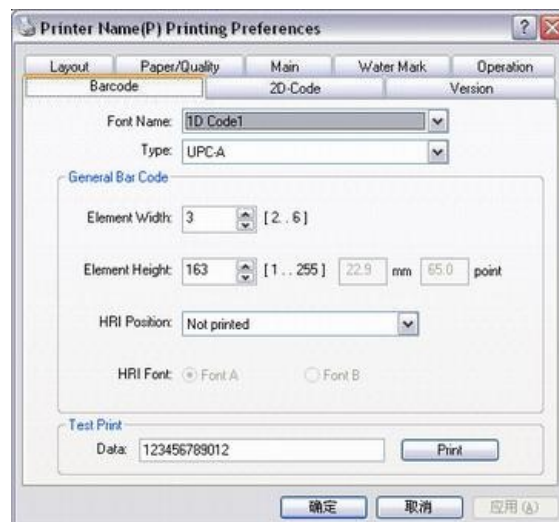 Printer Name(P) Printing Preferences
Layout Paper/Quality Main Water Mark Operation
Barcode 2D-Code Version
Font Name: 1D Code1
Type: UPC-A
General Bar Code
Element Width: 3 [ 2 . . 6 ]
Element Height: 163 [ 1 . . 255 ] 22.9 mm 65.0 point
HRI Position: Not printed
HRI Font: Font A Font B
Test Print
Data: 123456789012 Print
确定 取消 应用(A)